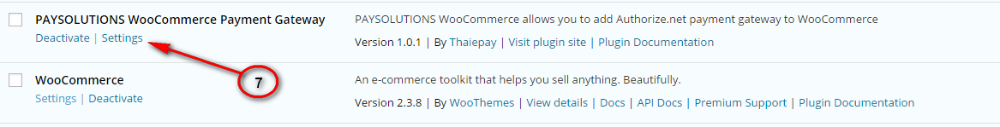 PAYSOLUTIONS WooCommerce Payment Gateway
PAYSOLUTIONS WooCommerce allows you to add Authorize.net payment gateway to WooCommerce
Deactivate | Settings
Version 1.0.1 | By Thaiepay | Visit plugin site | Plugin Documentation
7
WooCommerce
An e-commerce toolkit that helps you sell anything. Beautifully.
Settings | Deactivate
Version 2.3.8 | By WooThemes | View details | Docs | API Docs | Premium Support | Plugin Documentation